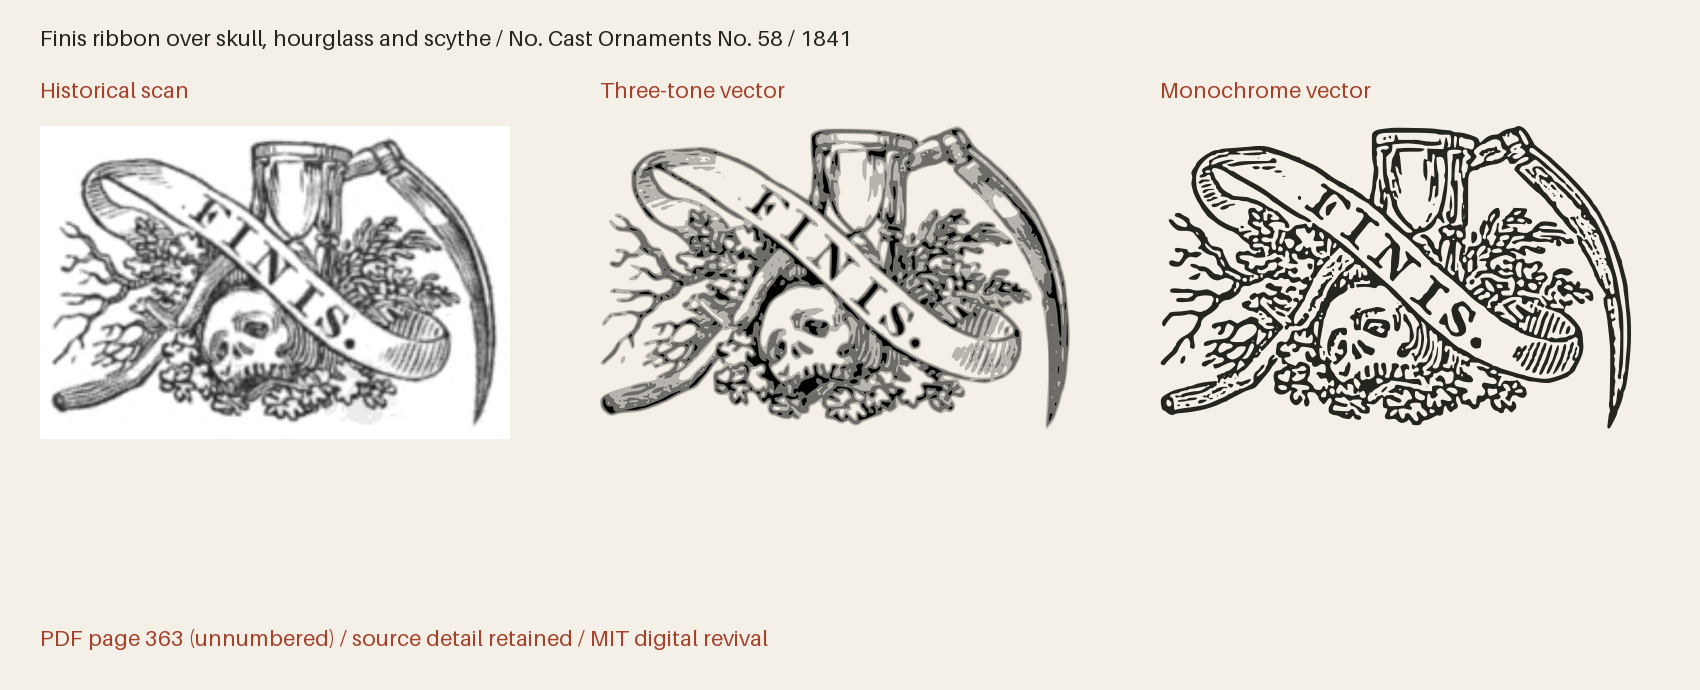 Finis ribbon over skull, hourglass and scythe / No. Cast Ornaments No. 58 / 1841
Historical scan
Three-tone vector
Monochrome vector
FINIS.
FINIS.
FINIS.
PDF page 363 (unnumbered) / source detail retained / MIT digital revival